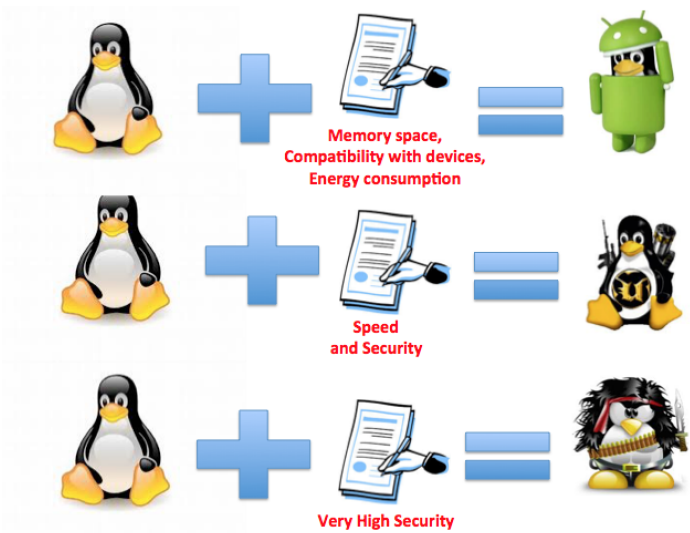 Memory space,
Compatibility with devices,
Energy consumption
Speed
and Security
Very High Security